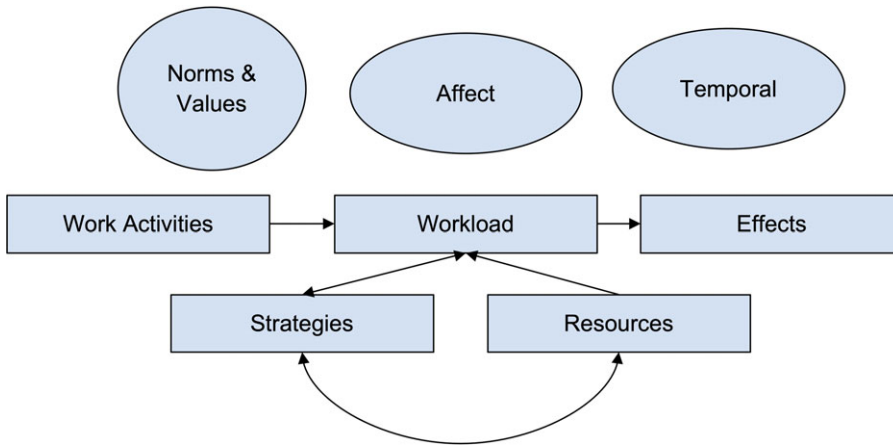 Norms &
Values
Affect
Temporal
Work Activities
Workload
Effects
Strategies
Resources